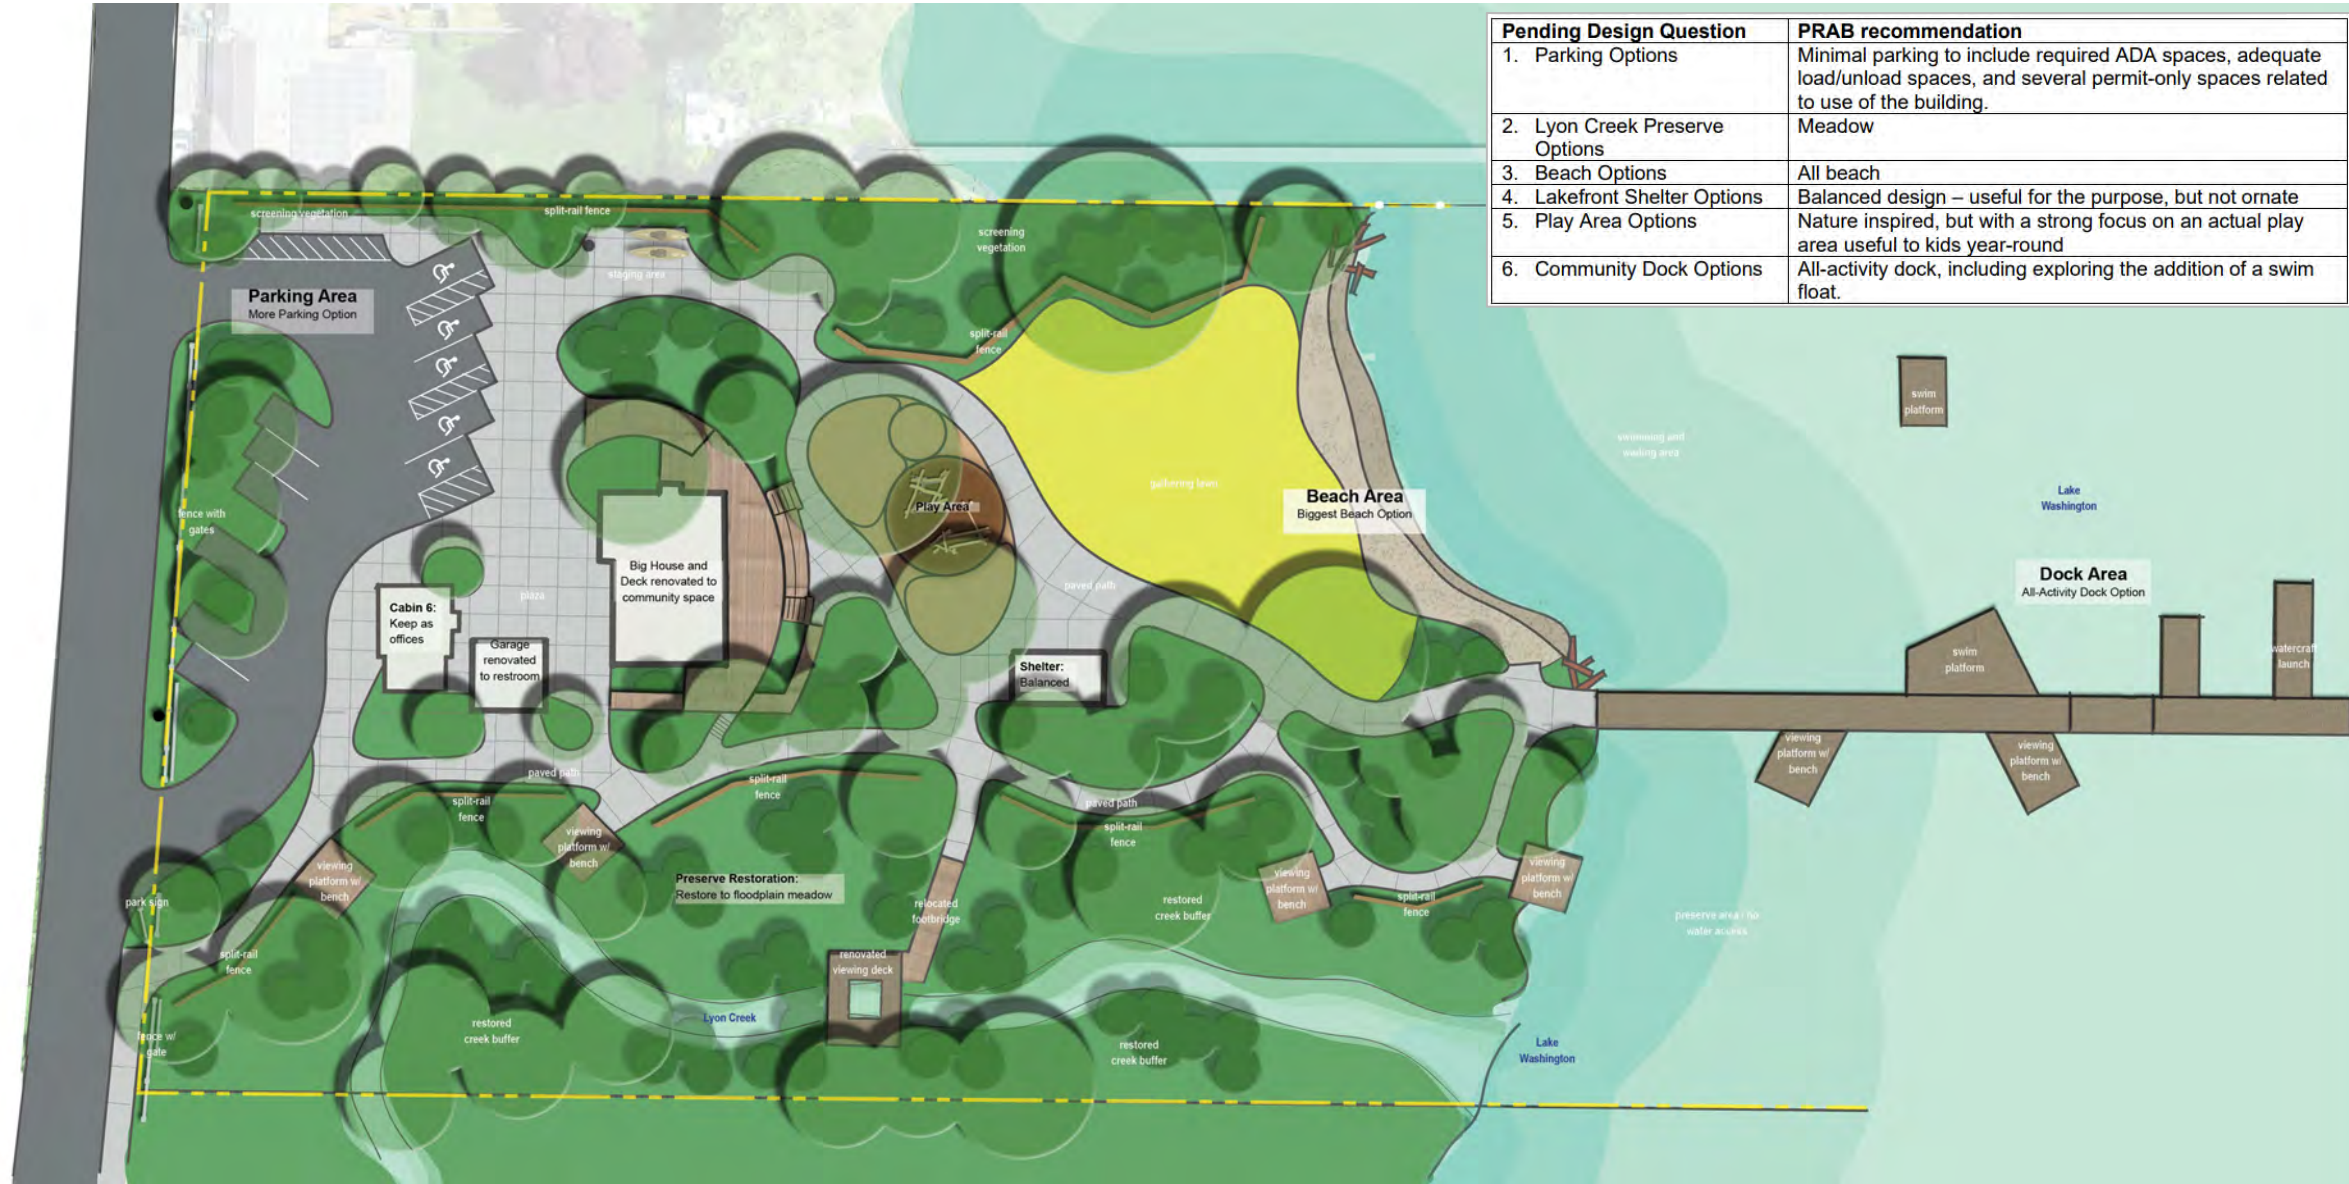 Pending Design Question
PRAB recommendation
1. Parking Options
Minimal parking to include required ADA spaces, adequate
load/unload spaces, and several permit-only spaces related
to use of the building.
2. Lyon Creek Preserve
Options
Meadow
3. Beach Options
All beach
4. Lakefront Shelter Options
Balanced design – useful for the purpose, but not ornate
5. Play Area Options
Nature inspired, but with a strong focus on an actual play
area useful to kids year-round
6. Community Dock Options
All-activity dock, including exploring the addition of a swim
float.
screening vegetation
split-rail fence
screening
vegetation
staging area
Parking Area
More Parking Option
split-rail
fence
swim
platform
swimming and
wading area
gathering lawn
Beach Area
Biggest Beach Option
Lake
Washington
Play Area
fence with
gates
Big House and
Deck renovated to
community space
plaza
paved path
Dock Area
All-Activity Dock Option
Cabin 6:
Keep as
offices
Garage
renovated
to restroom
Shelter:
Balanced
swim
platform
watercraft
launch
viewing
platform w/
bench
viewing
platform w/
bench
paved path
split-rail
fence
split-rail
fence
paved path
split-rail
fence
viewing
platform w/
bench
viewing
platform w/
bench
Preserve Restoration:
Restore to floodplain meadow
viewing
platform w/
bench
viewing
platform w/
bench
split-rail
fence
park sign
relocated
footbridge
restored
creek buffer
preserve area / no
water access
split-rail
fence
renovated
viewing deck
Lyon Creek
restored
creek buffer
fence w/
gate
restored
creek buffer
Lake
Washington